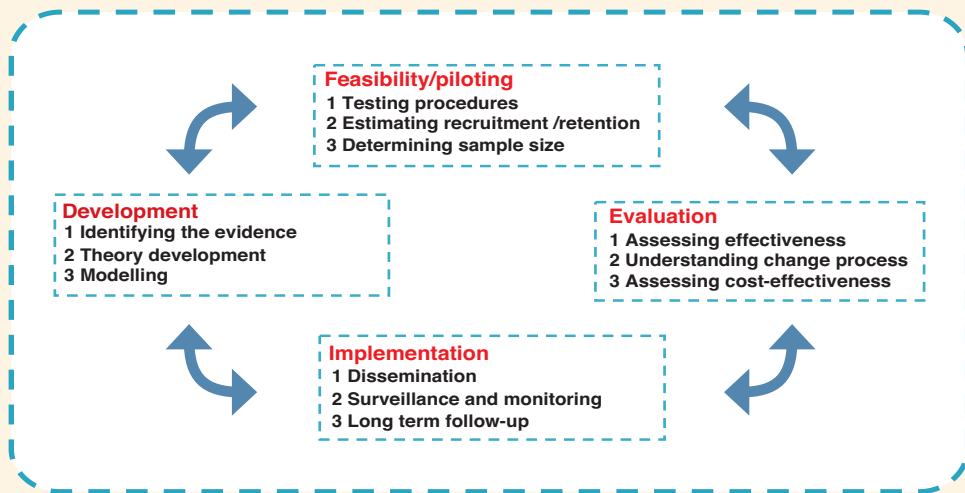 Feasibility/piloting
1 Testing procedures
2 Estimating recruitment /retention
3 Determining sample size
Development
1 Identifying the evidence
2 Theory development
3 Modelling
Evaluation
1 Assessing effectiveness
2 Understanding change process
3 Assessing cost-effectiveness
Implementation
1 Dissemination
2 Surveillance and monitoring
3 Long term follow-up